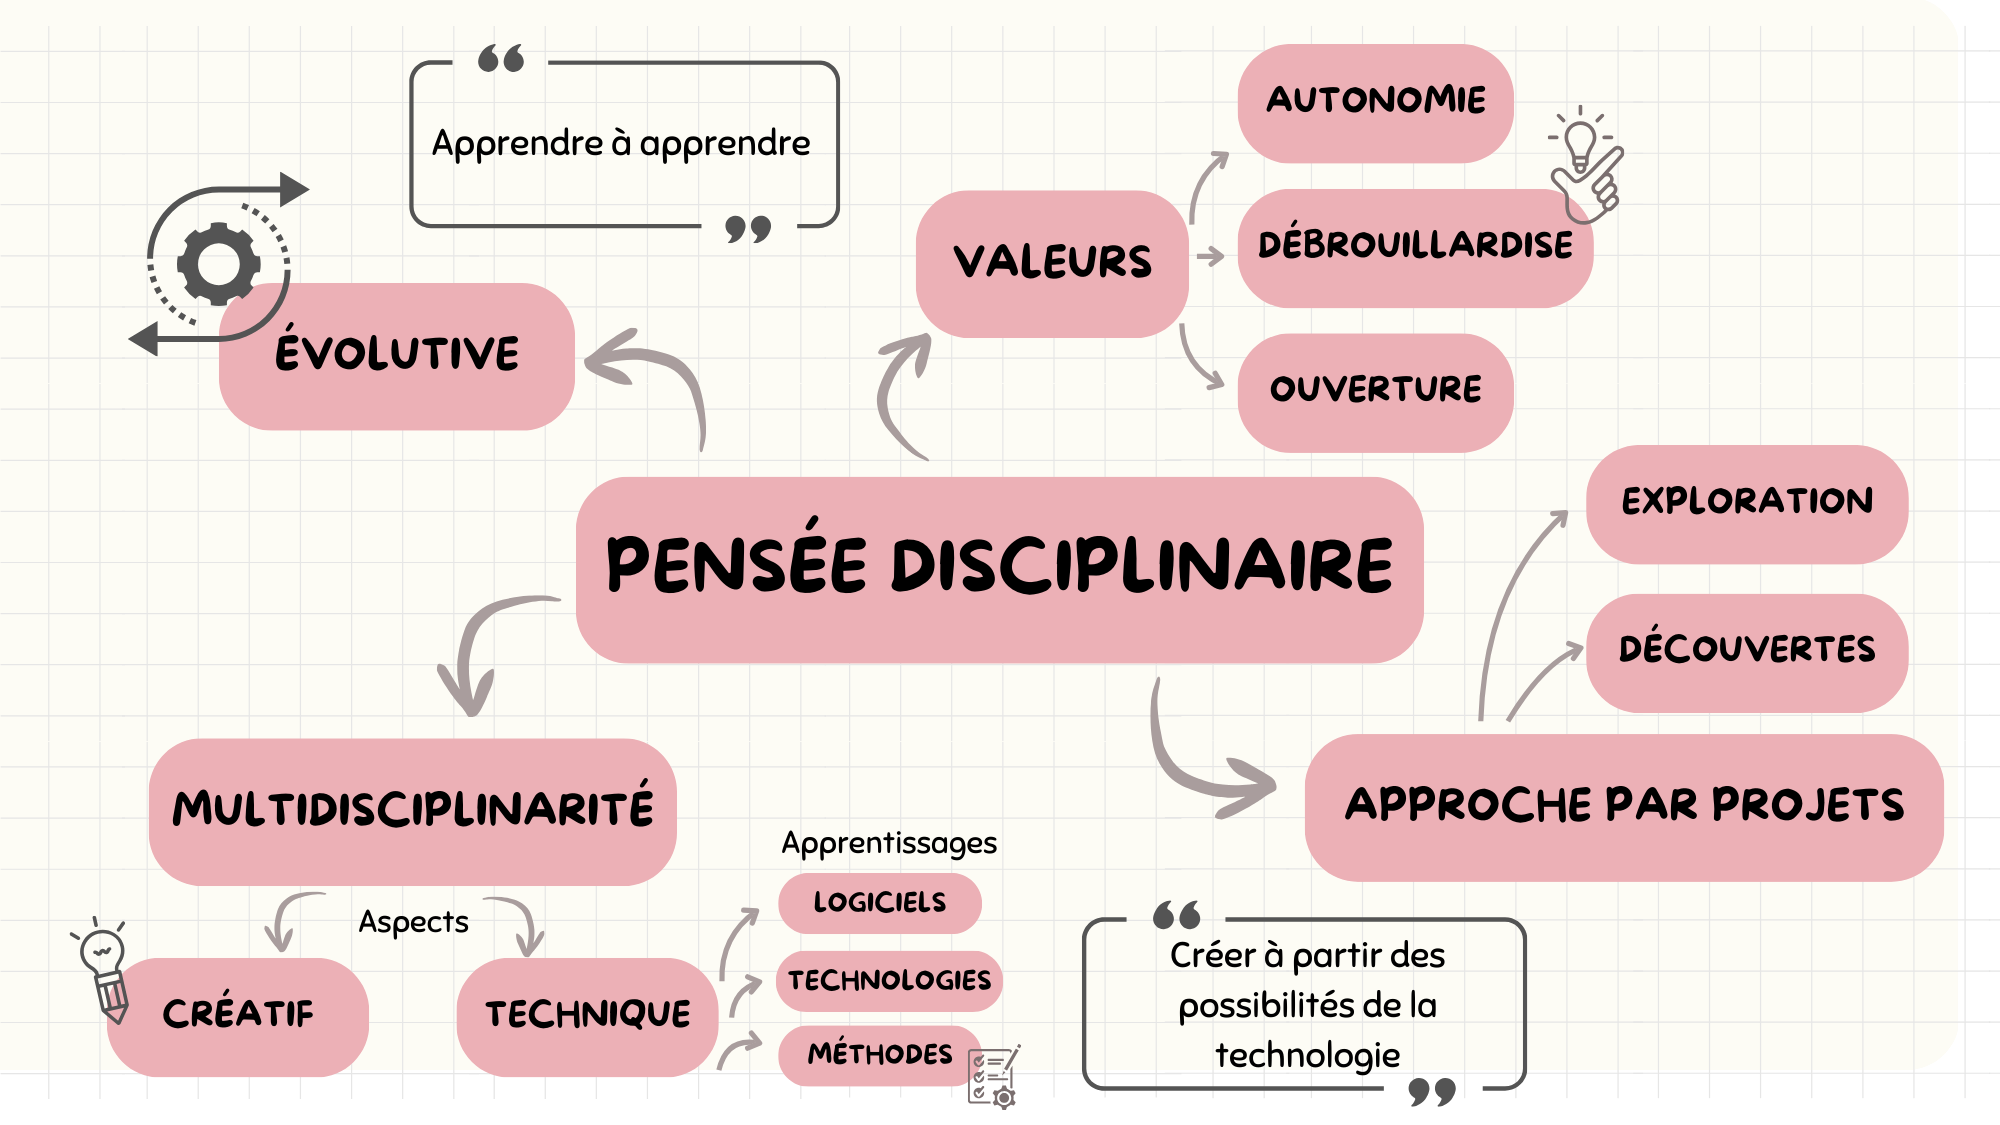 “
Apprendre à apprendre
”
ÉVOLUTIVE
VALEURS
AUTONOMIE
DÉBROUILLARDISE
OUVERTURE
PENSÉE DISCIPLINAIRE
EXPLORATION
DÉCOUVERTES
APPROCHE PAR PROJETS
MULTIDISCIPLINARITÉ
Aspects
CRÉATIF
TECHNIQUE
Apprentissages
LOGICIELS
TECHNOLOGIES
MÉTHODES
“
Créer à partir des
possibilités de la
technologie
”